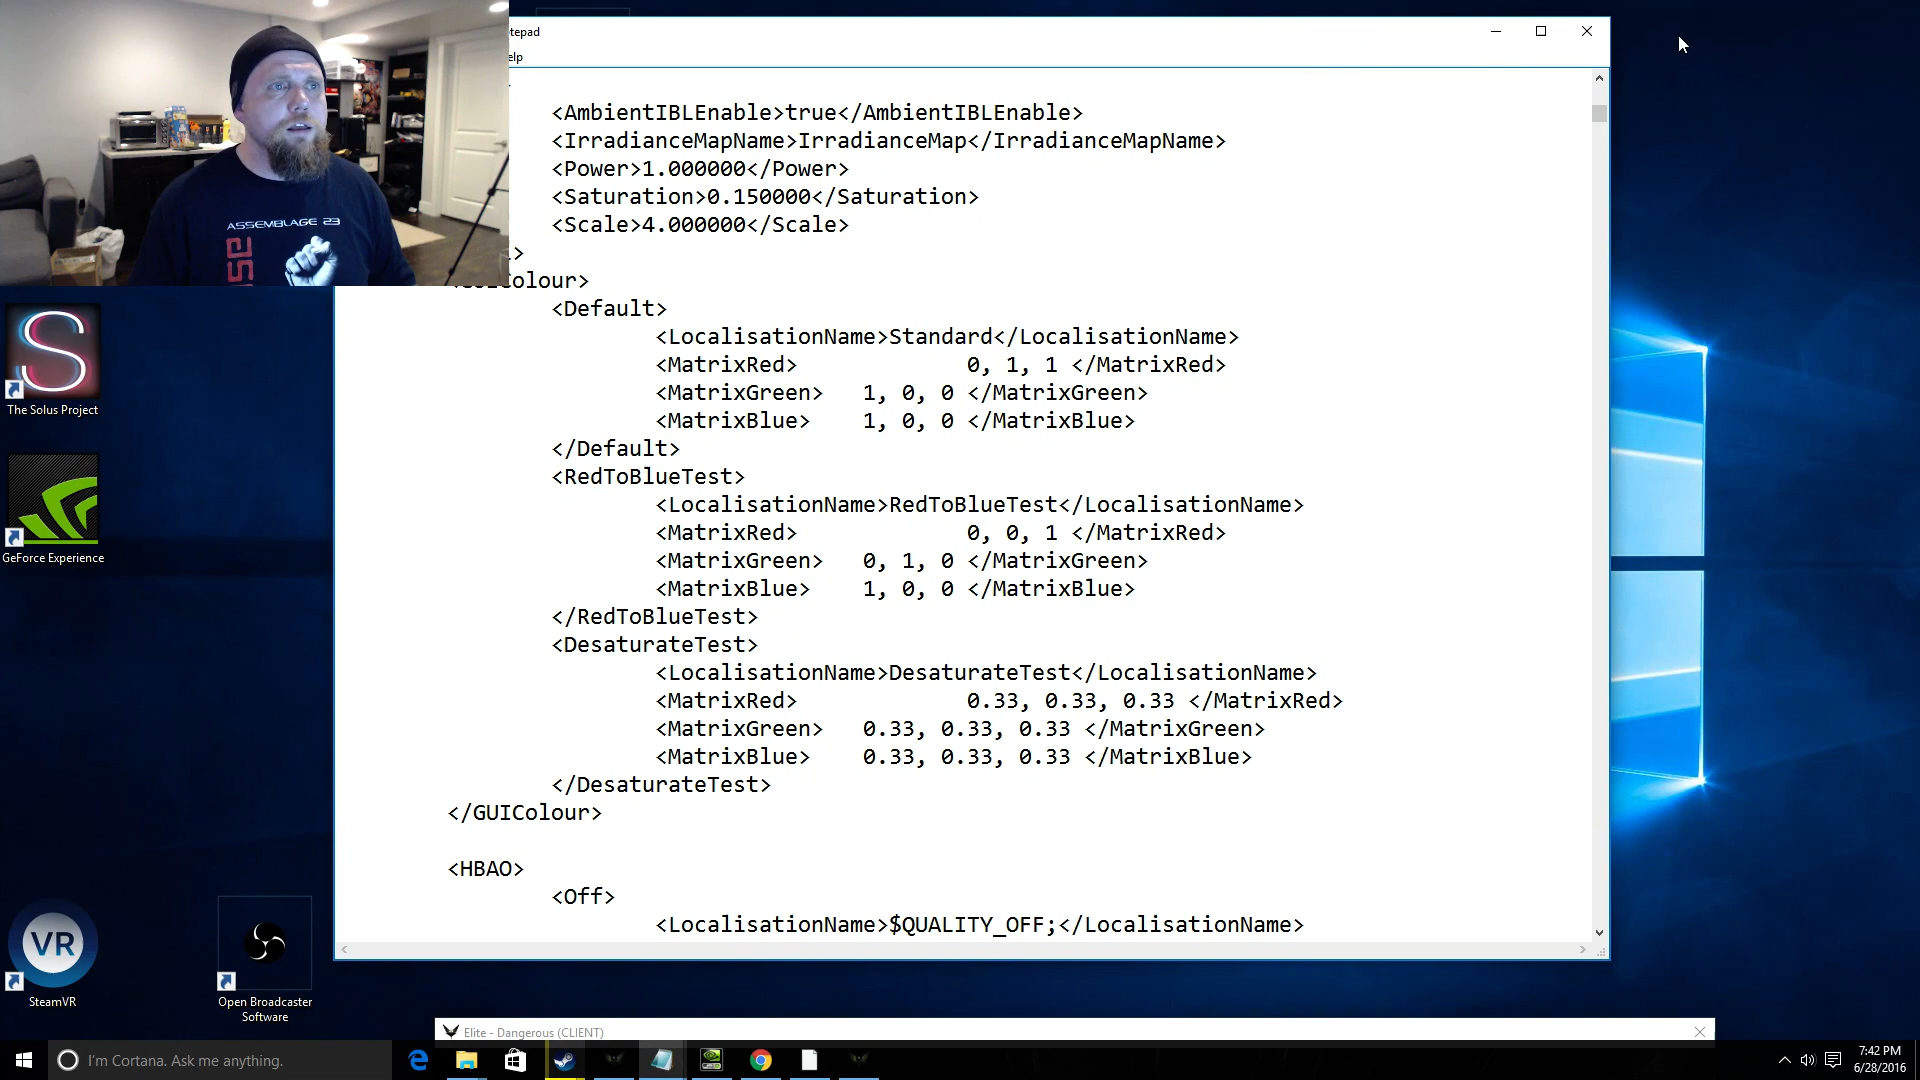 tepad
elp
<AmbientIBLEnable>true</AmbientIBLEnable>
<IrradianceMapName>IrradianceMap</IrradianceMapName>
<Power>1.000000</Power>
<Saturation>0.150000</Saturation>
<Scale>4.000000</Scale>
>
Colour>
<Default>
<LocalisationName>Standard</LocalisationName>
<MatrixRed> 0, 1, 1 </MatrixRed>
<MatrixGreen> 1, 0, 0 </MatrixGreen>
<MatrixBlue> 1, 0, 0 </MatrixBlue>
</Default>
<RedToBlueTest>
<LocalisationName>RedToBlueTest</LocalisationName>
<MatrixRed> 0, 0, 1 </MatrixRed>
<MatrixGreen> 0, 1, 0 </MatrixGreen>
<MatrixBlue> 1, 0, 0 </MatrixBlue>
</RedToBlueTest>
<DesaturateTest>
<LocalisationName>DesaturateTest</LocalisationName>
<MatrixRed> 0.33, 0.33, 0.33 </MatrixRed>
<MatrixGreen> 0.33, 0.33, 0.33 </MatrixGreen>
<MatrixBlue> 0.33, 0.33, 0.33 </MatrixBlue>
</DesaturateTest>
</GUIColour>
<HBAO>
<Off>
<LocalisationName>$QUALITY_OFF;</LocalisationName>
ASSEMBLAGE 23
The Solus Project
GeForce Experience
VR
SteamVR
Open Broadcaster
Software
Elite - Dangerous (CLIENT)
I'm Cortana. Ask me anything.
7:42 PM
6/28/2016